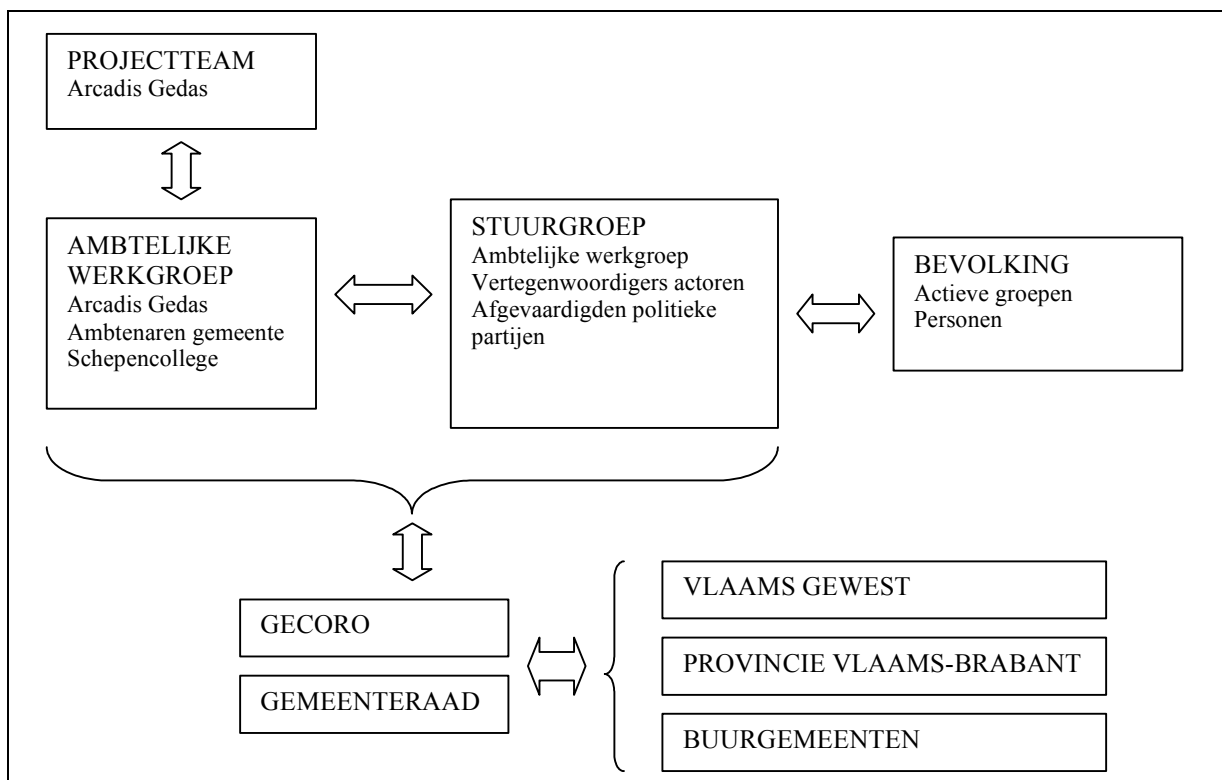 PROJECTTEAM
Arcadis Gedas
AMBTELIJKE
WERKGROEP
Arcadis Gedas
Ambtenaren gemeente
Schepencollege
STUURGROEP
Ambtelijke werkgroep
Vertegenwoordigers actoren
Afgevaardigden politieke
partijen
BEVOLKING
Actieve groepen
Personen
GECORO
GEMEENTERAAD
VLAAMS GEWEST
PROVINCIE VLAAMS-BRABANT
BUURGEMEENTEN